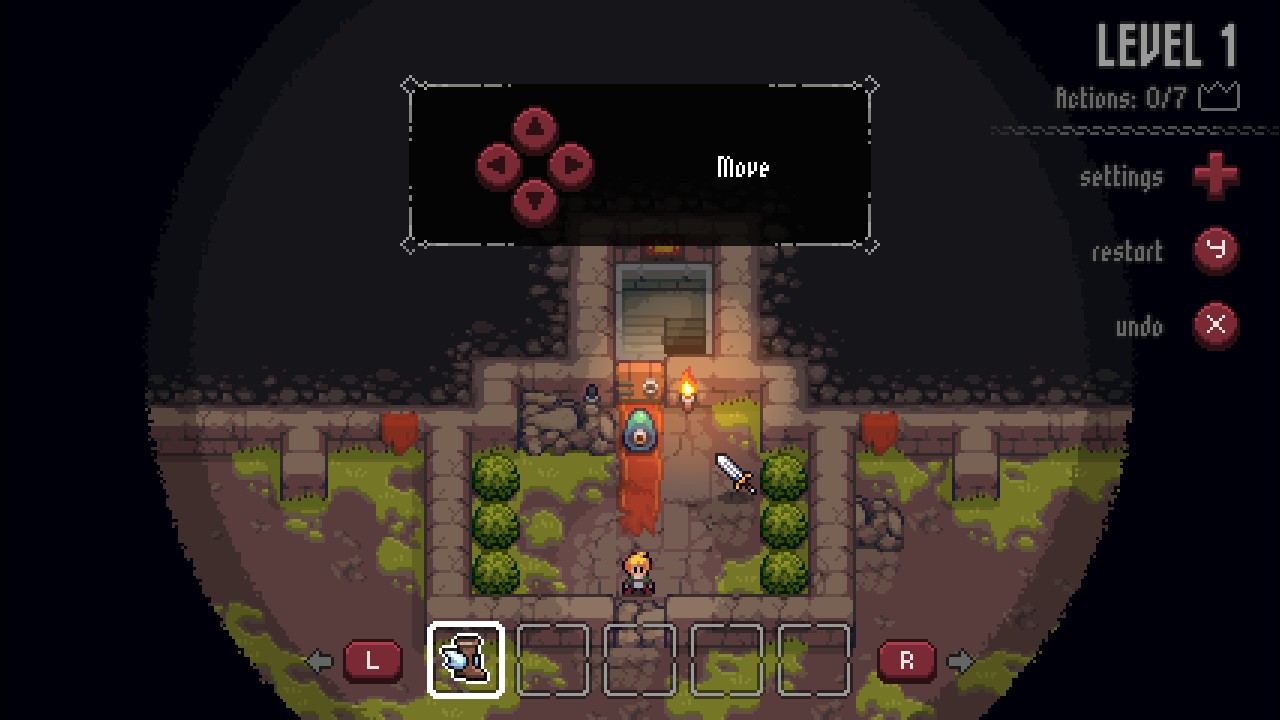 LEVEL 1
Actions: 0/7
Move
settings
restart Y
undo X
L
R